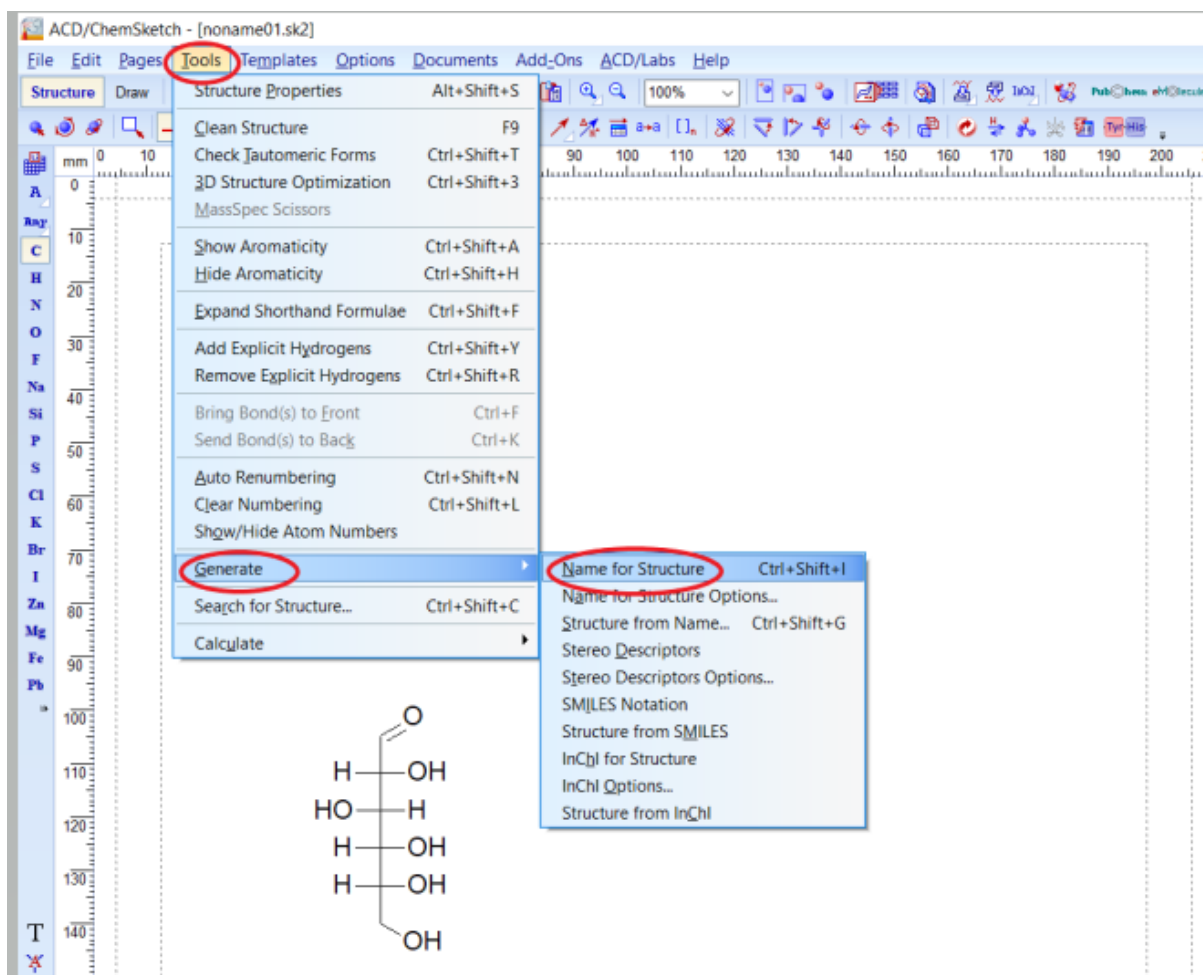 ACD/ChemSketch - [noname01.sk2]
File Edit Pages Tools Templates Options Documents Add-Ons ACD/Labs Help
Structure Draw 100%
mm 0 10 90 100 110 120 130 140 150 160 170 180 190 200
Structure Properties Alt+Shift+S
Clean Structure F9
Check Tautomeric Forms Ctrl+Shift+T
3D Structure Optimization Ctrl+Shift+3
MassSpec Scissors
Show Aromaticity Ctrl+Shift+A
Hide Aromaticity Ctrl+Shift+H
Expand Shorthand Formulae Ctrl+Shift+F
Add Explicit Hydrogens Ctrl+Shift+Y
Remove Explicit Hydrogens Ctrl+Shift+R
Bring Bond(s) to Front Ctrl+F
Send Bond(s) to Back Ctrl+K
Auto Renumbering Ctrl+Shift+N
Clear Numbering Ctrl+Shift+L
Show/Hide Atom Numbers
Generate
Search for Structure... Ctrl+Shift+C
Calculate
Name for Structure Ctrl+Shift+I
Name for Structure Options...
Structure from Name... Ctrl+Shift+G
Stereo Descriptors
Stereo Descriptors Options...
SMILES Notation
Structure from SMILES
InChI for Structure
InChI Options...
Structure from InChI
A
Any
C
H
N
O
F
Na
Si
P
S
Cl
K
Br
I
Zn
Mg
Fe
Pb
T
0
10
20
30
40
50
60
70
80
90
100
110
120
130
140
O
H OH
HO H
H OH
H OH
OH